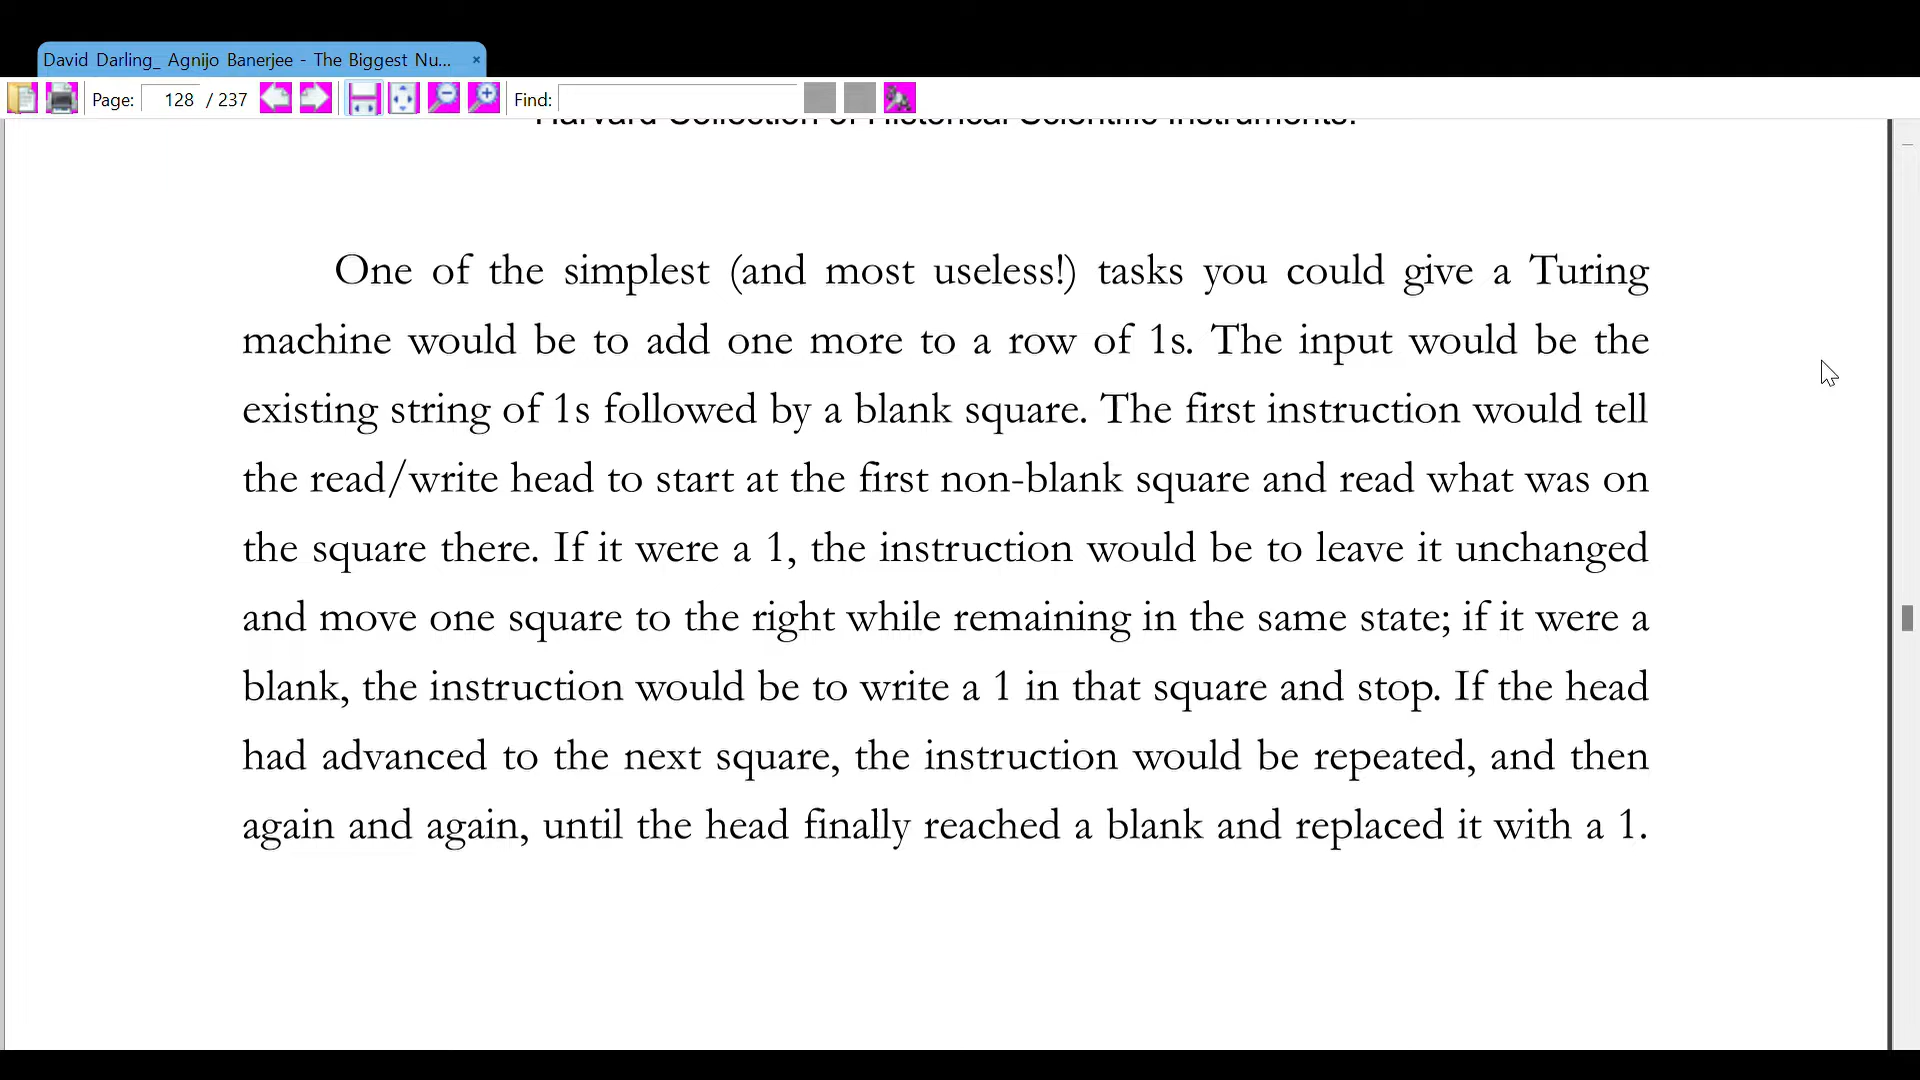 David Darling_ Agnijo Banerjee - The Biggest Nu... ×
Page: 128 / 237 Find:
Harvard Collection of Historical Scientific Instruments.
One of the simplest (and most useless!) tasks you could give a Turing
machine would be to add one more to a row of 1s. The input would be the
existing string of 1s followed by a blank square. The first instruction would tell
the read/write head to start at the first non-blank square and read what was on
the square there. If it were a 1, the instruction would be to leave it unchanged
and move one square to the right while remaining in the same state; if it were a
blank, the instruction would be to write a 1 in that square and stop. If the head
had advanced to the next square, the instruction would be repeated, and then
again and again, until the head finally reached a blank and replaced it with a 1.